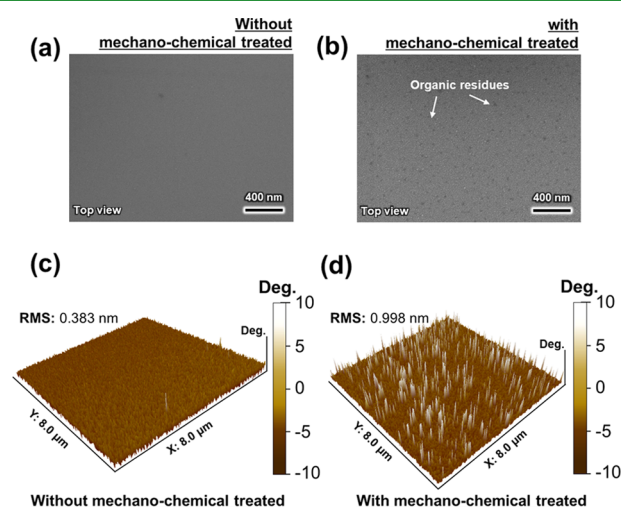 Without
mechano-chemical treated
(a)
Top view
400 nm
with
mechano-chemical treated
(b)
Organic residues
Top view
400 nm
(c)
RMS: 0.383 nm
Deg.
Deg.
10
5
0
-5
-10
Y: 8.0 μm
X: 8.0 μm
Without mechano-chemical treated
(d)
RMS: 0.998 nm
Deg.
Deg.
10
5
0
-5
-10
Y: 8.0 μm
X: 8.0 μm
With mechano-chemical treated